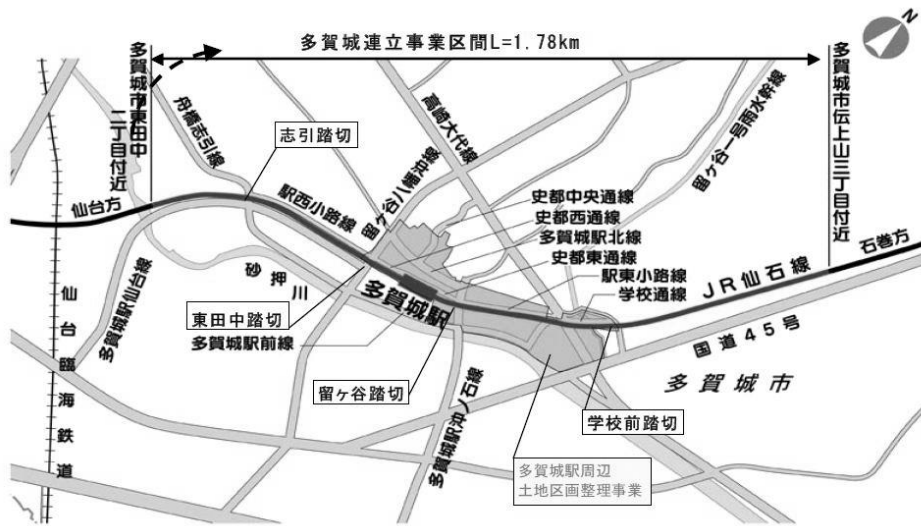 多賀城連立事業区間L=1.78km
N
多賀城市東田中
二丁目付近
多賀城市伝上山三丁目付近
舟橋志引線
志引踏切
高崎大代線
留ヶ谷一号雨水幹線
仙台方
駅西小路線
留ヶ谷八幡沖線
史都中央通線
史都西通線
多賀城駅北線
史都東通線
駅東小路線
学校通線
JR仙石線
石巻方
砂押川
多賀城駅
多賀城駅仙台線
仙台臨海鉄道
東田中踏切
多賀城駅前線
国道45号
多賀城市
留ヶ谷踏切
多賀城駅沖ノ石線
学校前踏切
多賀城駅周辺
土地区画整理事業